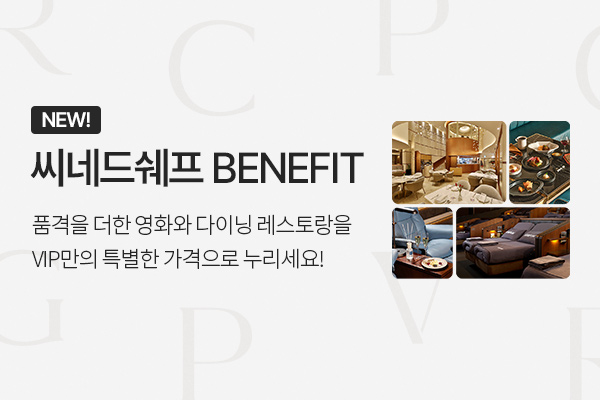 NEW!
씨네드쉐프 BENEFIT
품격을 더한 영화와 다이닝 레스토랑을
VIP만의 특별한 가격으로 누리세요!
R C P C
G P V R